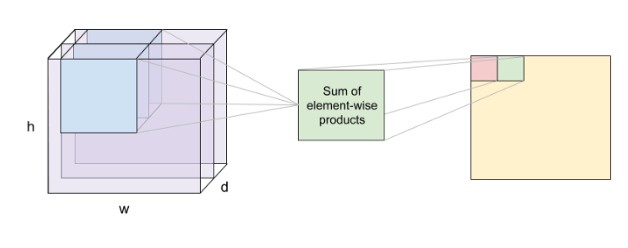 h
w
d
Sum of
element-wise
products